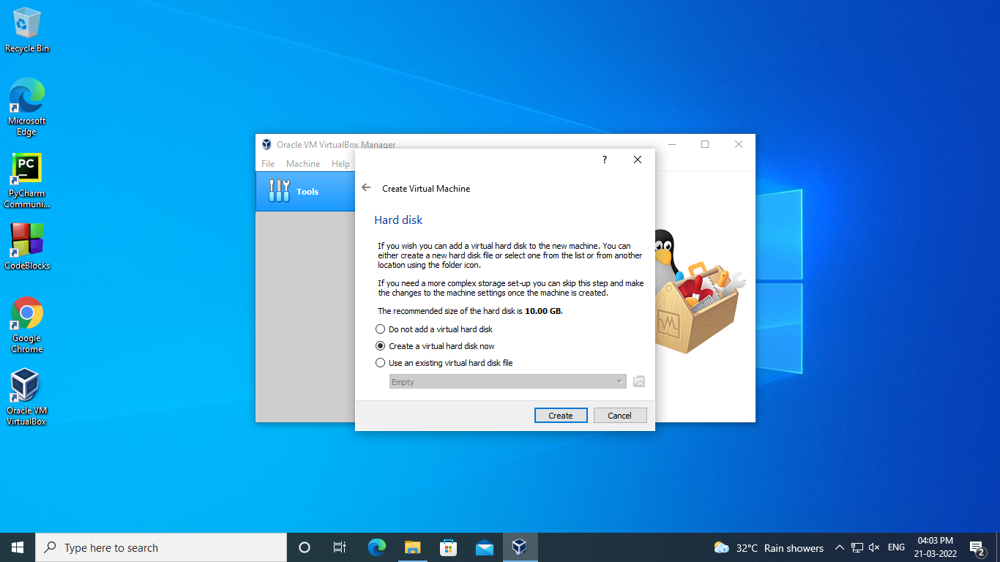 Recycle Bin
Microsoft
Edge
PC
PyCharm
Communi...
CodeBlocks
Google
Chrome
Oracle VM
VirtualBox
Oracle VM VirtualBox Manager
File Machine Help
Tools
?
Create Virtual Machine
Hard disk
If you wish you can add a virtual hard disk to the new machine. You can
either create a new hard disk file or select one from the list or from another
location using the folder icon.
If you need a more complex storage set-up you can skip this step and make
the changes to the machine settings once the machine is created.
The recommended size of the hard disk is 10.00 GB.
Do not add a virtual hard disk
Create a virtual hard disk now
Use an existing virtual hard disk file
Empty
Create Cancel
Type here to search
32°C Rain showers
ENG
04:03 PM
21-03-2022
2